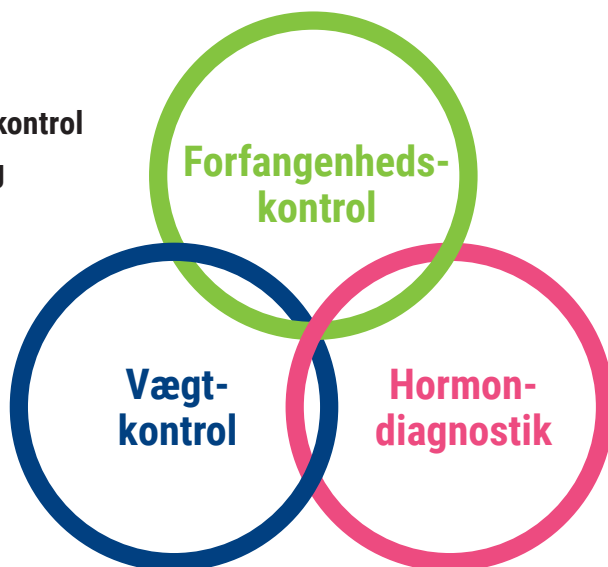 kontrol
Forfangenheds-
kontrol
Vægt-
kontrol
Hormon-
diagnostik